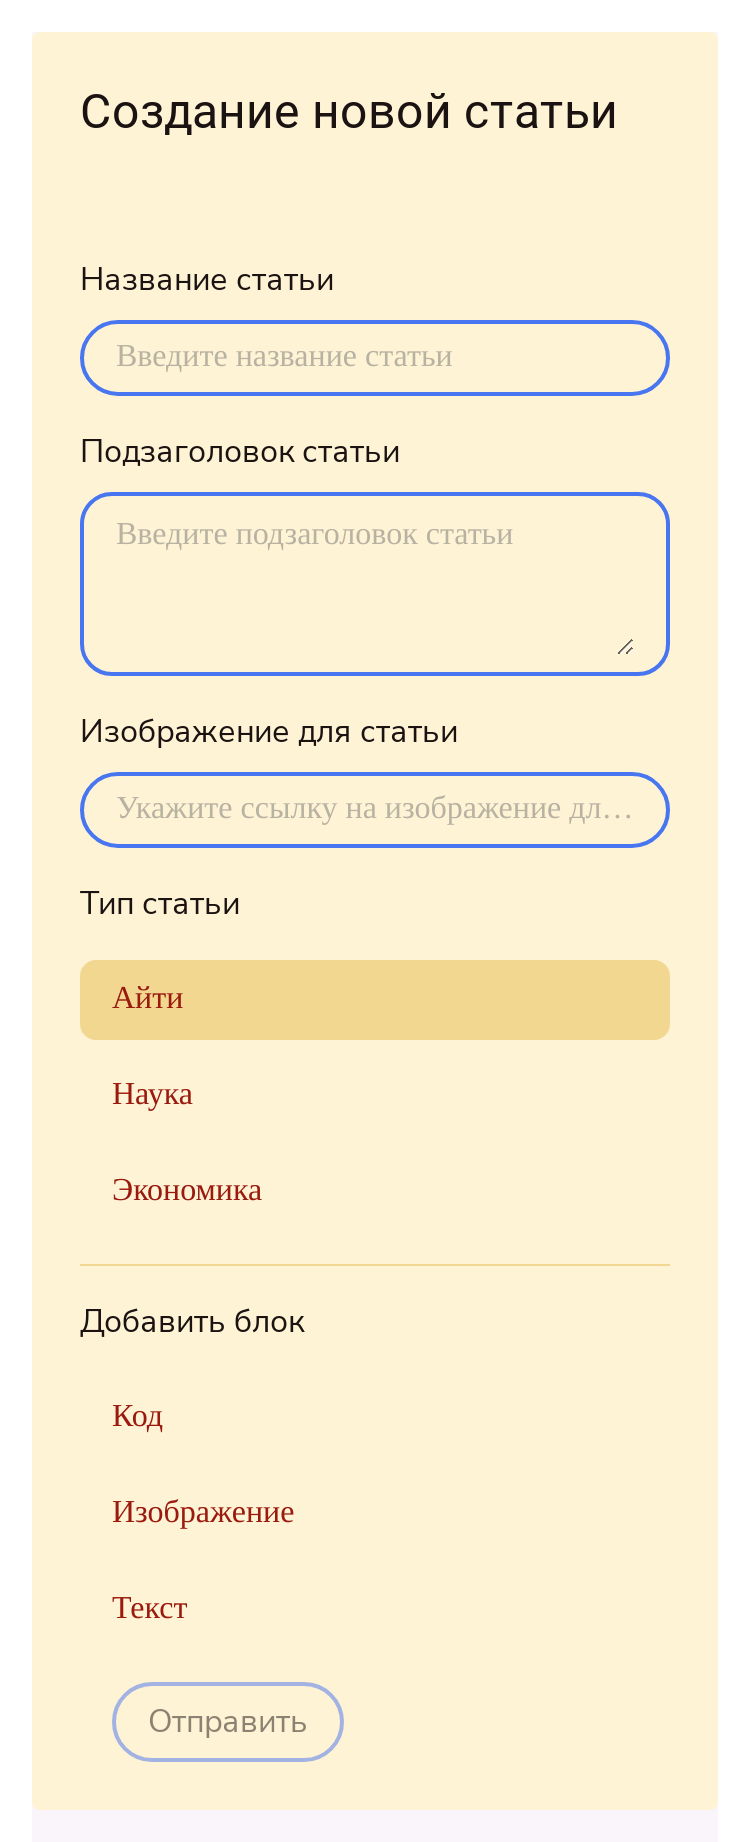 Создание новой статьи
Название статьи
Введите название статьи
Подзаголовок статьи
Введите подзаголовок статьи
Изображение для статьи
Укажите ссылку на изображение дл…
Тип статьи
Айти
Наука
Экономика
Добавить блок
Код
Изображение
Текст
Отправить